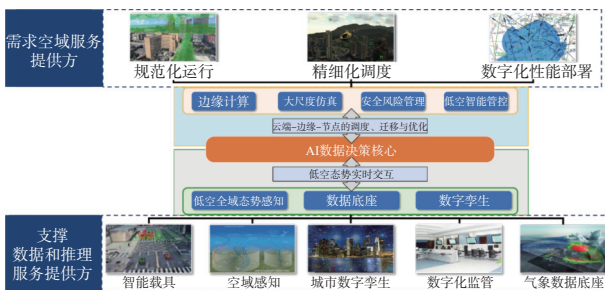 需求空域服务
提供方
规范化运行
精细化调度
数字化性能部署
边缘计算
大尺度仿真
安全风险管理
低空智能管控
云端-边缘-节点的调度、迁移与优化
AI数据决策核心
低空态势实时交互
低空全域态势感知
数据底座
数字孪生
支撑
数据和推理
服务提供方
智能载具
空域感知
城市数字孪生
数字化监管
气象数据底座